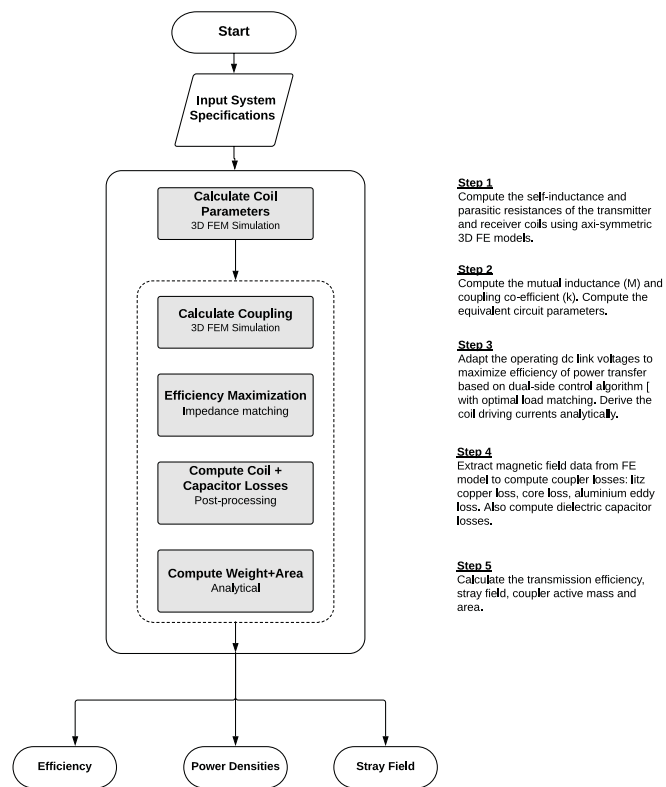 Start
Input System
Specifications
Calculate Coil
Parameters
3D FEM Simulation
Calculate Coupling
3D FEM Simulation
Efficiency Maximization
Impedance matching
Compute Coil +
Capacitor Losses
Post-processing
Compute Weight+Area
Analytical
Efficiency
Power Densities
Stray Field
Step 1
Compute the self-inductance and
parasitic resistances of the transmitter
and receiver coils using axi-symmetric
3D FE models.
Step 2
Compute the mutual inductance (M) and
coupling co-efficient (k). Compute the
equivalent circuit parameters.
Step 3
Adapt the operating dc link voltages to
maximize efficiency of power transfer
based on dual-side control algorithm [
with optimal load matching. Derive the
coil driving currents analytically.
Step 4
Extract magnetic field data from FE
model to compute coupler losses: litz
copper loss, core loss, aluminium eddy
loss. Also compute dielectric capacitor
losses.
Step 5
Calculate the transmission efficiency,
stray field, coupler active mass and
area.